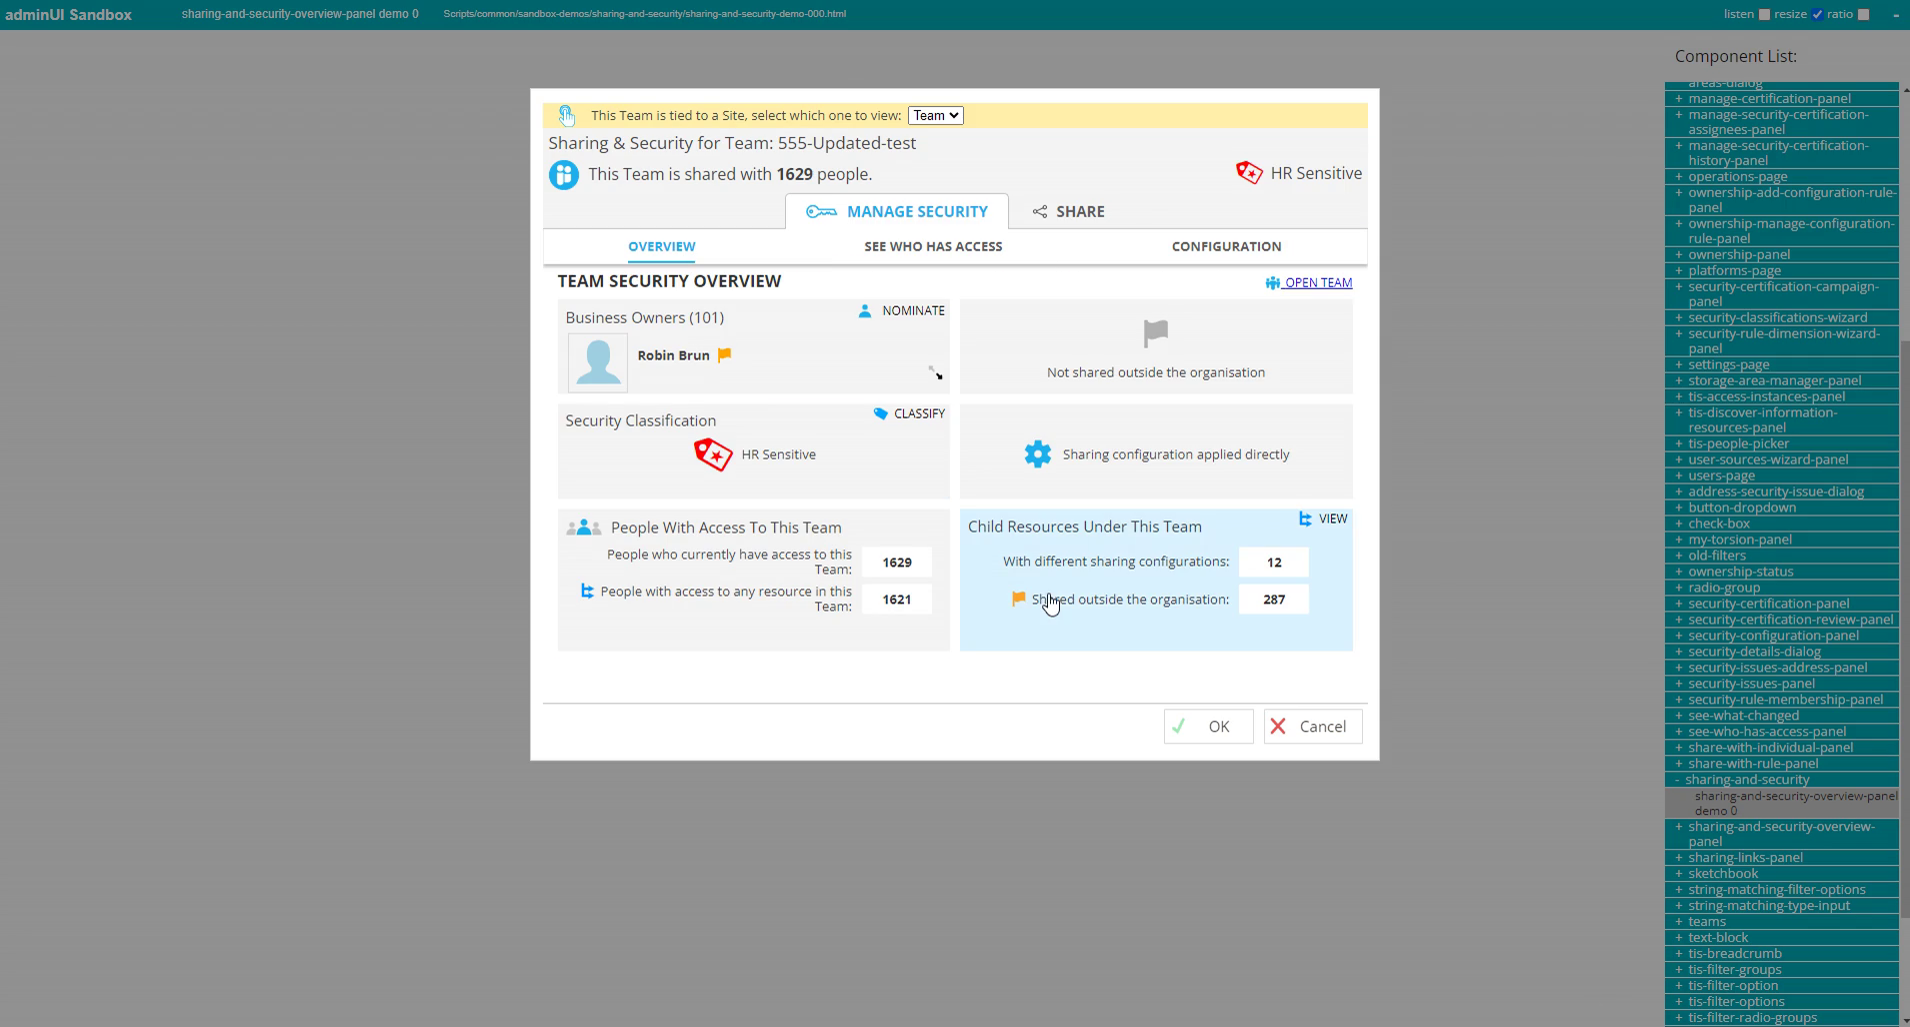 adminUI Sandbox
sharing-and-security-overview-panel demo 0
Scripts/common/sandbox-demos/sharing-and-security/sharing-and-security-demo-000.html
listen resize ratio -
This Team is tied to a Site, select which one to view: Team
Sharing & Security for Team: 555-Updated-test
This Team is shared with 1629 people.
HR Sensitive
MANAGE SECURITY
SHARE
OVERVIEW
SEE WHO HAS ACCESS
CONFIGURATION
TEAM SECURITY OVERVIEW
OPEN TEAM
Business Owners (101)
NOMINATE
Robin Brun
Not shared outside the organisation
Security Classification
CLASSIFY
HR Sensitive
Sharing configuration applied directly
People With Access To This Team
People who currently have access to this
Team:
1629
People with access to any resource in this
Team:
1621
Child Resources Under This Team
VIEW
With different sharing configurations: 12
Shared outside the organisation: 287
OK
Cancel
Component List:
areas-dialog
+ manage-certification-panel
+ manage-security-certification-
assignees-panel
+ manage-security-certification-
history-panel
+ operations-page
+ ownership-add-configuration-rule-
panel
+ ownership-manage-configuration-
rule-panel
+ ownership-panel
+ platforms-page
+ security-certification-campaign-
panel
+ security-classifications-wizard
+ security-rule-dimension-wizard-
panel
+ settings-page
+ storage-area-manager-panel
+ tis-access-instances-panel
+ tis-discover-information-
resources-panel
+ tis-people-picker
+ user-sources-wizard-panel
+ users-page
+ address-security-issue-dialog
+ button-dropdown
+ check-box
+ my-torsion-panel
+ old-filters
+ ownership-status
+ radio-group
+ security-certification-panel
+ security-certification-review-panel
+ security-configuration-panel
+ security-details-dialog
+ security-issues-address-panel
+ security-issues-panel
+ security-rule-membership-panel
+ see-what-changed
+ see-who-has-access-panel
+ share-with-individual-panel
+ share-with-rule-panel
- sharing-and-security
sharing-and-security-overview-panel
demo 0
+ sharing-and-security-overview-
panel
+ sharing-links-panel
+ sketchbook
+ string-matching-filter-options
+ string-matching-type-input
+ teams
+ text-block
+ tis-breadcrumb
+ tis-filter-groups
+ tis-filter-option
+ tis-filter-options
+ tis-filter-radio-groups